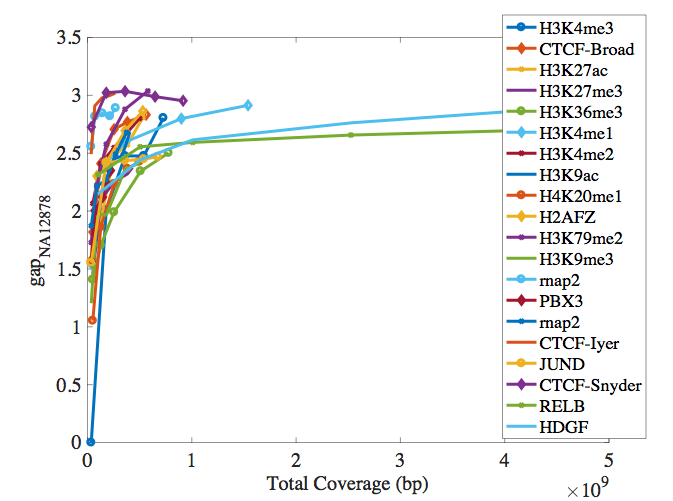 3.5
3
2.5
2
1.5
1
0.5
0
gapNA12878
0 1 2 3 4 5
×10^9
Total Coverage (bp)
H3K4me3
CTCF-Broad
H3K27ac
H3K27me3
H3K36me3
H3K4me1
H3K4me2
H3K9ac
H4K20me1
H2AFZ
H3K79me2
H3K9me3
rnap2
PBX3
rnap2
CTCF-Iyer
JUND
CTCF-Snyder
RELB
HDGF